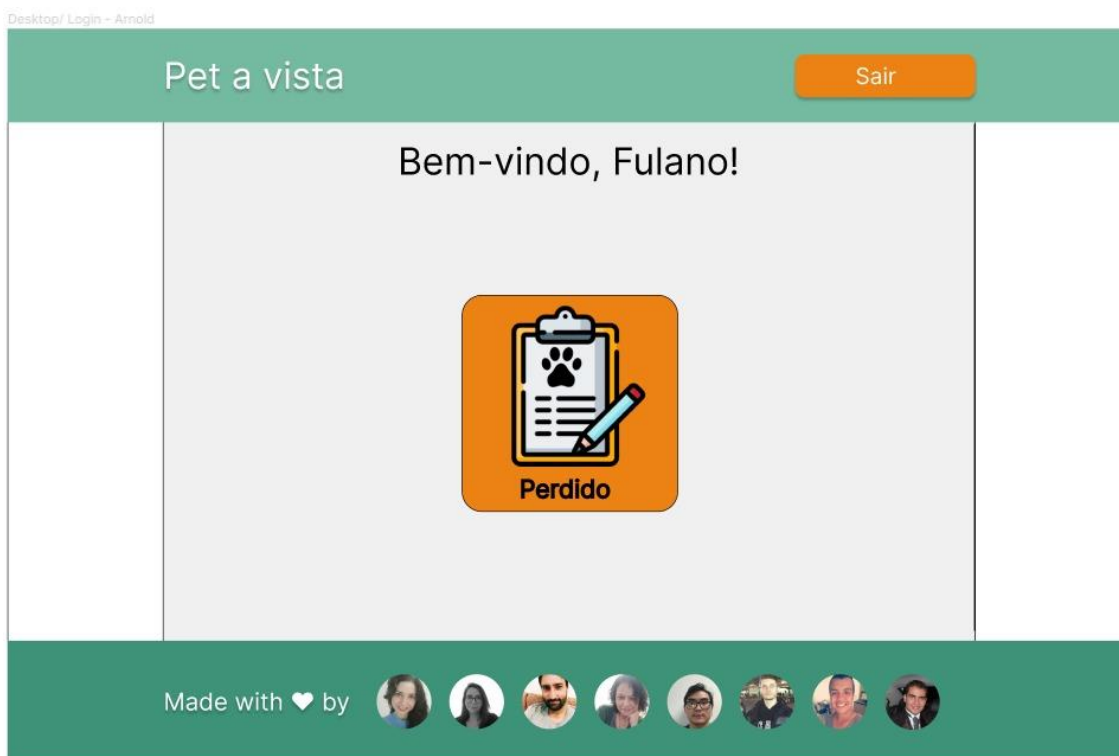 Desktop/ Login - Arnold
Pet a vista
Sair
Bem-vindo, Fulano!
Perdido
Made with ♥ by